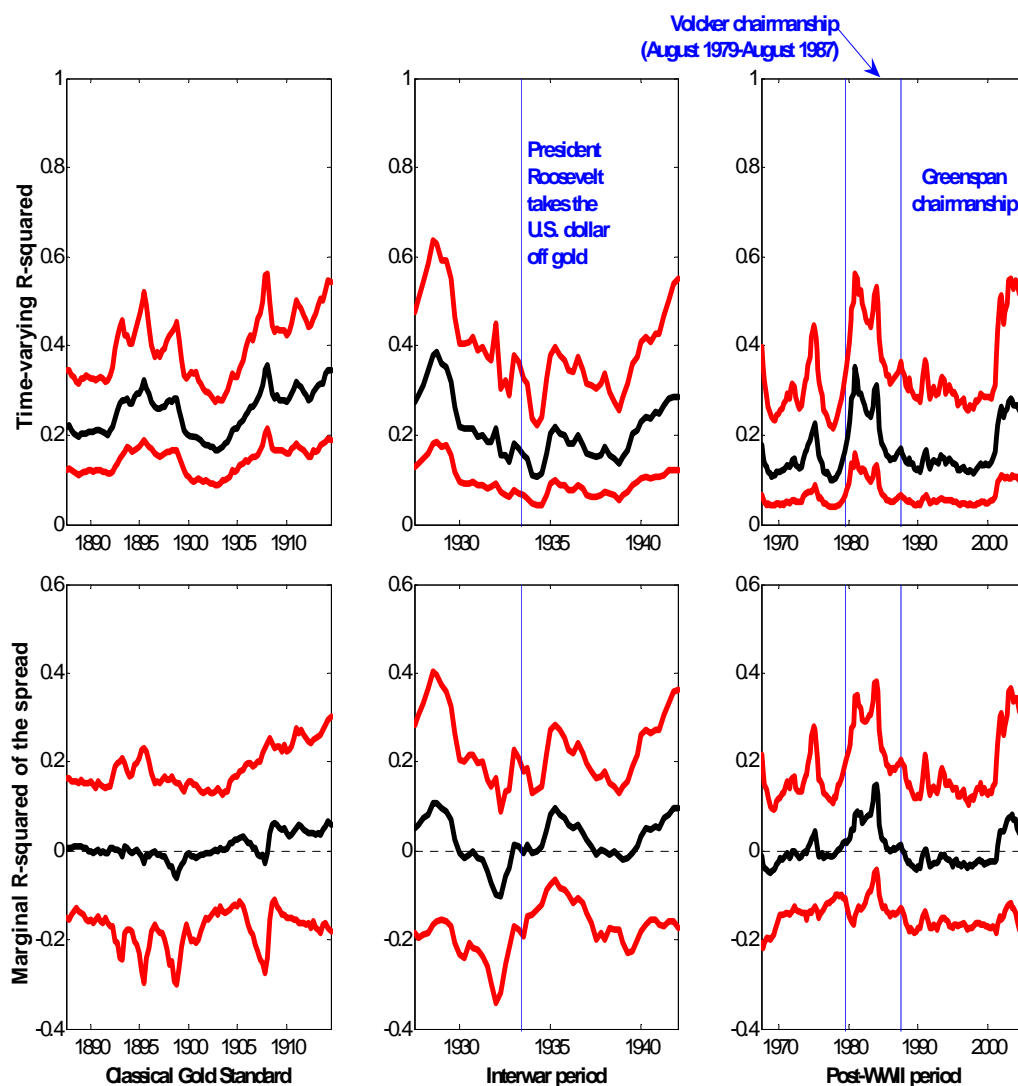 Volcker chairmanship
(August 1979-August 1987)
Time-varying R-squared
1
0.8
0.6
0.4
0.2
0
1890 1895 1900 1905 1910
1
0.8
0.6
0.4
0.2
0
President
Roosevelt
takes the
U.S. dollar
off gold
1930 1935 1940
1
0.8
0.6
0.4
0.2
0
Greenspan
chairmanship
1970 1980 1990 2000
Marginal R-squared of the spread
0.6
0.4
0.2
0
-0.2
-0.4
1890 1895 1900 1905 1910
Classical Gold Standard
0.6
0.4
0.2
0
-0.2
-0.4
1930 1935 1940
Interwar period
0.6
0.4
0.2
0
-0.2
-0.4
1970 1980 1990 2000
Post-WWII period